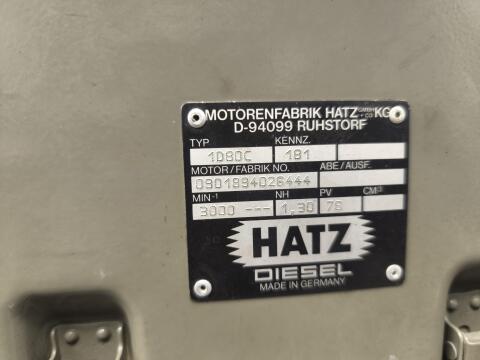 MOTORENFABRIK HATZ GMBH + CO KG
D-94099 RUHSTORF
TYP KENNZ.
1D80C 181
MOTOR/FABRIK NO. ABE/AUSF.
0901894026444
MIN-1 NH PV CM3
3000 --- 1,30 76
HATZ
DIESEL
MADE IN GERMANY